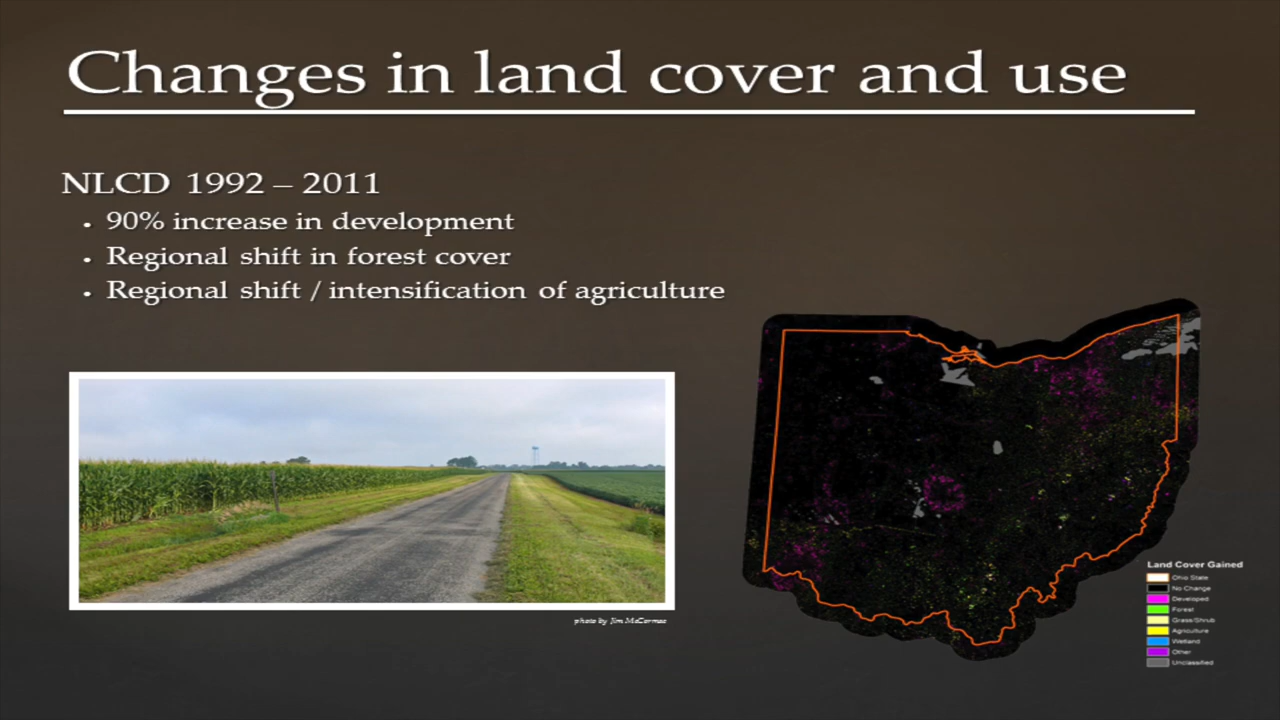 Changes in land cover and use
NLCD 1992 – 2011
• 90% increase in development
• Regional shift in forest cover
• Regional shift / intensification of agriculture
photo by Jim McCormac
Land Cover Gained
Ohio State
No Change
Developed
Forest
Grass/Shrub
Agriculture
Wetland
Other
Unclassified